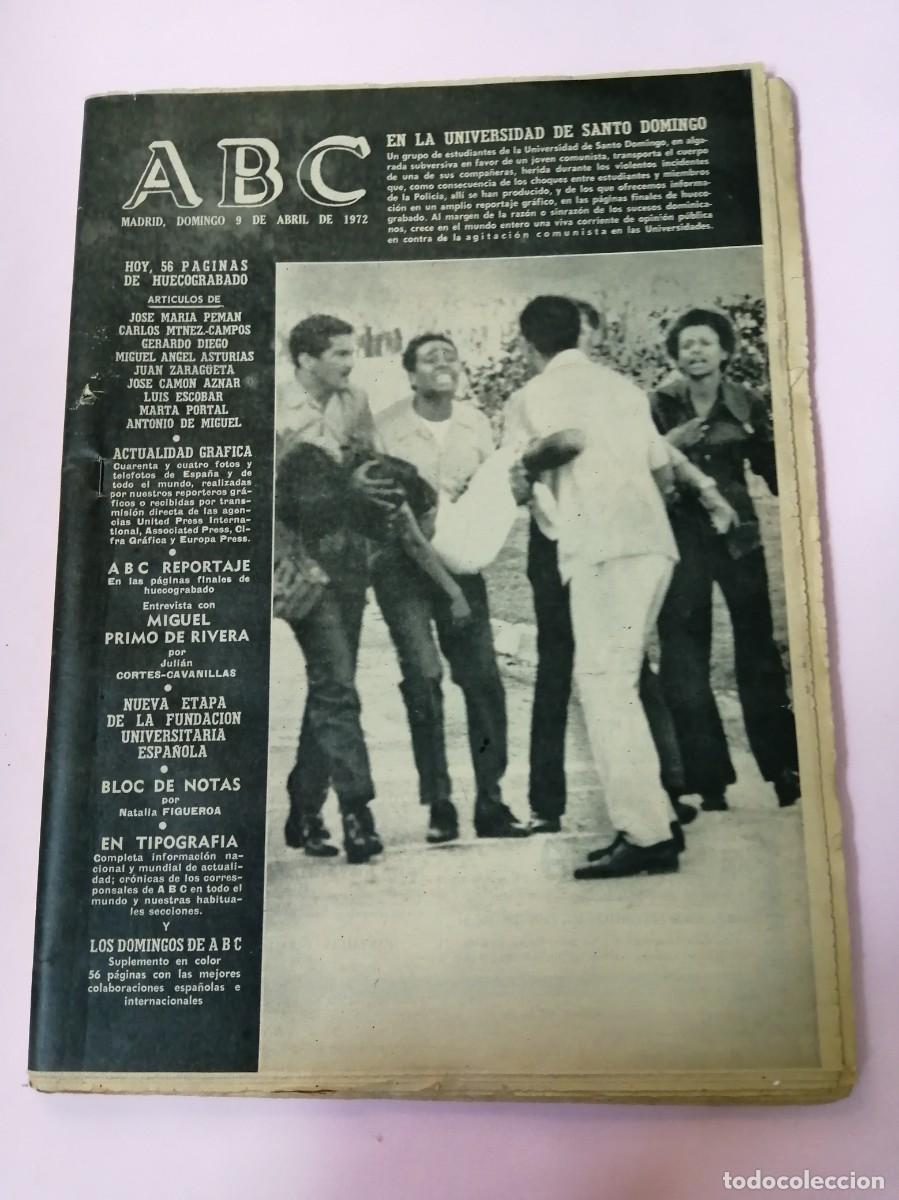 ABC
MADRID, DOMINGO 9 DE ABRIL DE 1972
EN LA UNIVERSIDAD DE SANTO DOMINGO
Un grupo de estudiantes de la Universidad de Santo Domingo, en alga-
rada subversiva en favor de un joven comunista, transporta el cuerpo
de una de sus compañeras, herida durante los violentos incidentes
que, como consecuencia de los choques entre estudiantes y miembros
de la Policía, allí se han producido, y de los que ofrecemos informa-
ción en un amplio reportaje gráfico, en las páginas finales de hueco-
grabado. Al margen de la razón o sinrazón de los sucesos dominica-
nos, crece en el mundo entero una viva corriente de opinión pública
en contra de la agitación comunista en las Universidades.
HOY, 56 PAGINAS
DE HUECOGRABADO
ARTICULOS DE
JOSE MARIA PEMAN
CARLOS MTNEZ.-CAMPOS
GERARDO DIEGO
MIGUEL ANGEL ASTURIAS
JUAN ZARAGÜETA
JOSE CAMON AZNAR
LUIS ESCOBAR
MARTA PORTAL
ANTONIO DE MIGUEL
ACTUALIDAD GRAFICA
Cuarenta y cuatro fotos y
telefotos de España y de
todo el mundo, realizadas
por nuestros reporteros grá-
ficos o recibidas por trans-
misión directa de las agen-
cias United Press Interna-
tional, Associated Press, Ci-
fra Gráfica y Europa Press.
ABC REPORTAJE
En las páginas finales de
huecograbado
Entrevista con
MIGUEL
PRIMO DE RIVERA
por
Julián
CORTES-CAVANILLAS
NUEVA ETAPA
DE LA FUNDACION
UNIVERSITARIA
ESPAÑOLA
BLOC DE NOTAS
por
Natalia FIGUEROA
EN TIPOGRAFIA
Completa información na-
cional y mundial de actuali-
dad; crónicas de los corres-
ponsales de ABC en todo el
mundo y nuestras habitua-
les secciones.
Y
LOS DOMINGOS DE ABC
Suplemento en color
56 páginas con las mejores
colaboraciones españolas e
internacionales
todocoleccion